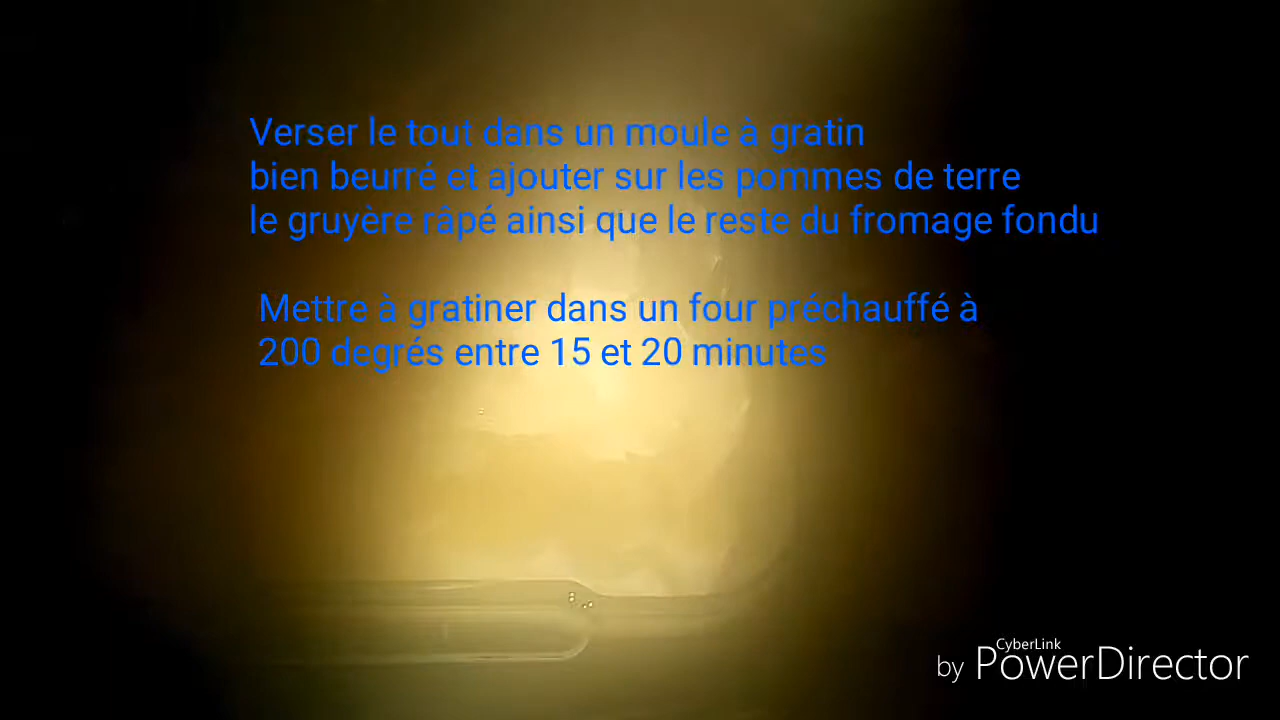 Verser le tout dans un moule à gratin
bien beurré et ajouter sur les pommes de terre
le gruyère râpé ainsi que le reste du fromage fondu
Mettre à gratiner dans un four préchauffé à
200 degrés entre 15 et 20 minutes
CyberLink
by PowerDirector